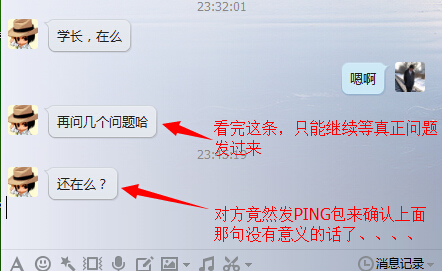 23:32:01
学长，在么
嗯啊
再问几个问题哈
看完这条，只能继续等真正问题
发过来
还在么？
对方竟然发PING包来确认上面
那句没有意义的话了、、、、
消息记录